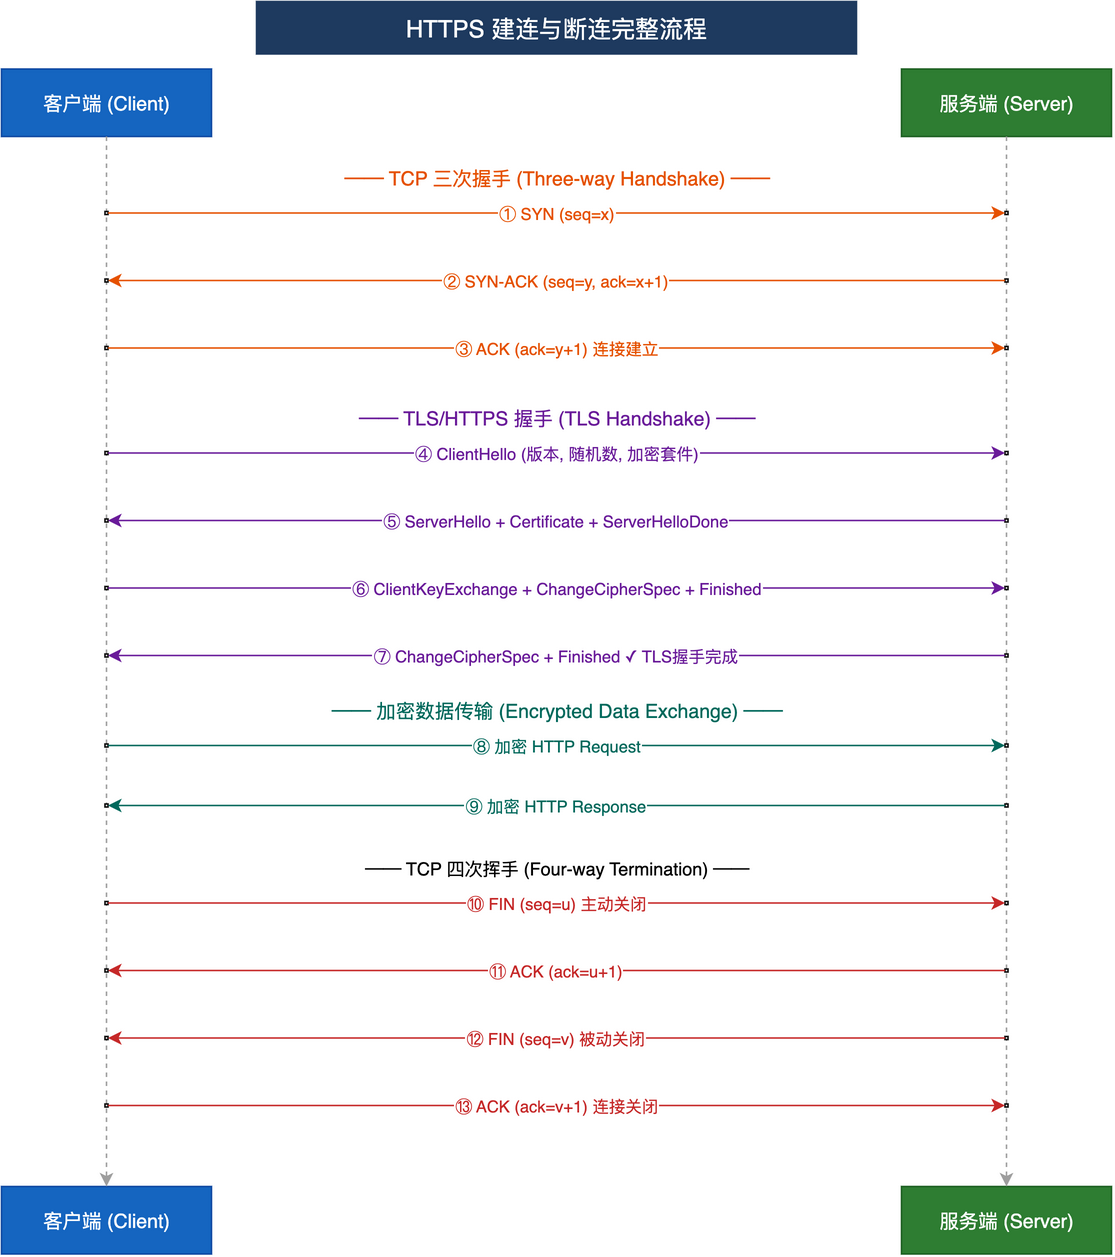 HTTPS 建连与断连完整流程
客户端 (Client)
服务端 (Server)
—— TCP 三次握手 (Three-way Handshake) ——
① SYN (seq=x)
② SYN-ACK (seq=y, ack=x+1)
③ ACK (ack=y+1) 连接建立
—— TLS/HTTPS 握手 (TLS Handshake) ——
④ ClientHello (版本, 随机数, 加密套件)
⑤ ServerHello + Certificate + ServerHelloDone
⑥ ClientKeyExchange + ChangeCipherSpec + Finished
⑦ ChangeCipherSpec + Finished ✓ TLS握手完成
—— 加密数据传输 (Encrypted Data Exchange) ——
⑧ 加密 HTTP Request
⑨ 加密 HTTP Response
—— TCP 四次挥手 (Four-way Termination) ——
⑩ FIN (seq=u) 主动关闭
⑪ ACK (ack=u+1)
⑫ FIN (seq=v) 被动关闭
⑬ ACK (ack=v+1) 连接关闭
客户端 (Client)
服务端 (Server)